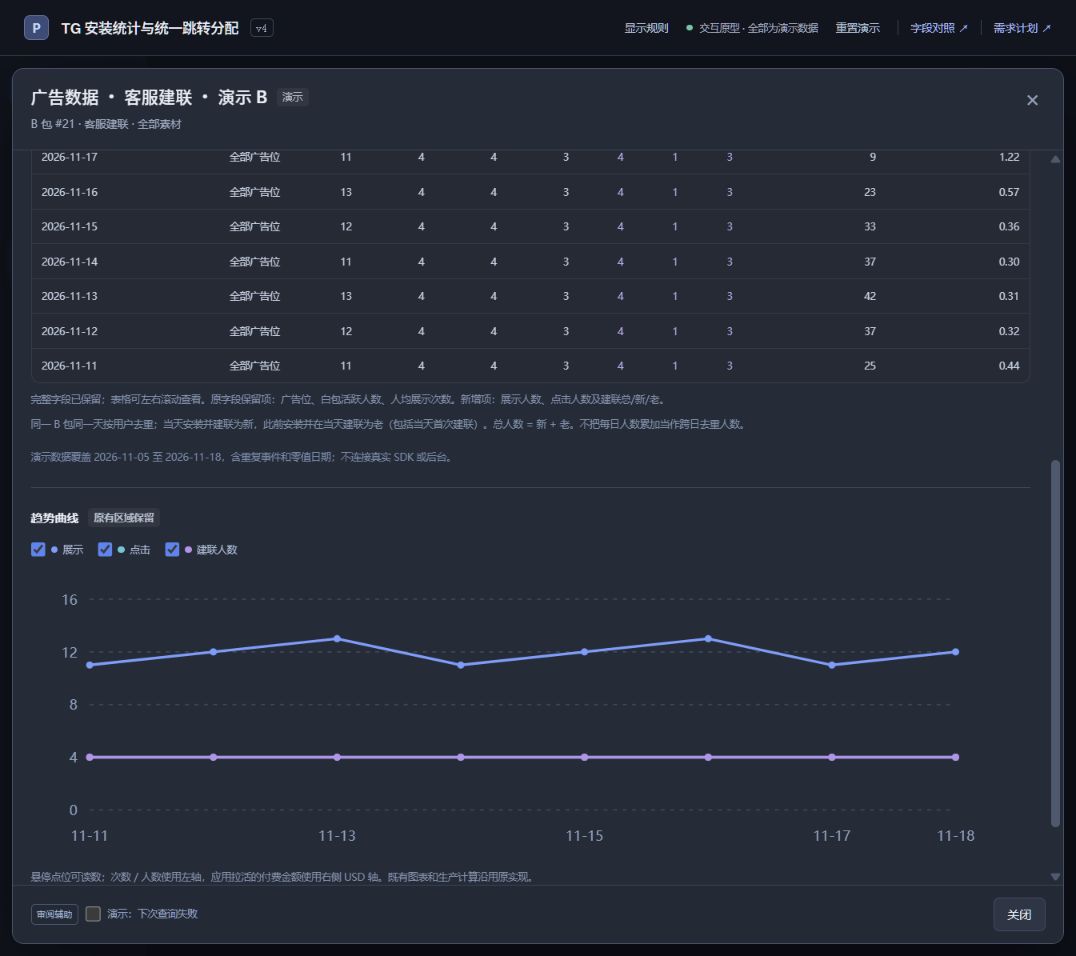 P TG 安装统计与统一跳转分配 v4 显示规则 交互原型 · 全部为演示数据 重置演示 字段对照 ↗ 需求计划 ↗
广告数据 · 客服建联 · 演示 B 演示 ×
B 包 #21 · 客服建联 · 全部素材
2026-11-17 全部广告位 11 4 4 3 4 1 3 9 1.22
2026-11-16 全部广告位 13 4 4 3 4 1 3 23 0.57
2026-11-15 全部广告位 12 4 4 3 4 1 3 33 0.36
2026-11-14 全部广告位 11 4 4 3 4 1 3 37 0.30
2026-11-13 全部广告位 13 4 4 3 4 1 3 42 0.31
2026-11-12 全部广告位 12 4 4 3 4 1 3 37 0.32
2026-11-11 全部广告位 11 4 4 3 4 1 3 25 0.44
完整字段已保留；表格可左右滚动查看。原字段保留项：广告位、白包活跃人数、人均展示次数。新增项：展示人数、点击人数及建联总/新/老。
同一 B 包同一天按用户去重；当天安装并建联为新，此前安装并在当天建联为老（包括当天首次建联）。总人数 = 新 + 老。不把每日人数累加当作跨日去重人数。
演示数据覆盖 2026-11-05 至 2026-11-18，含重复事件和零值日期；不连接真实 SDK 或后台。
趋势曲线 原有区域保留
展示 点击 建联人数
16
12
8
4
0
11-11 11-13 11-15 11-17 11-18
悬停点位可读数；次数 / 人数使用左轴，应用拉活的付费金额使用右侧 USD 轴。既有图表和生产计算沿用原实现。
审阅辅助 演示：下次查询失败 关闭